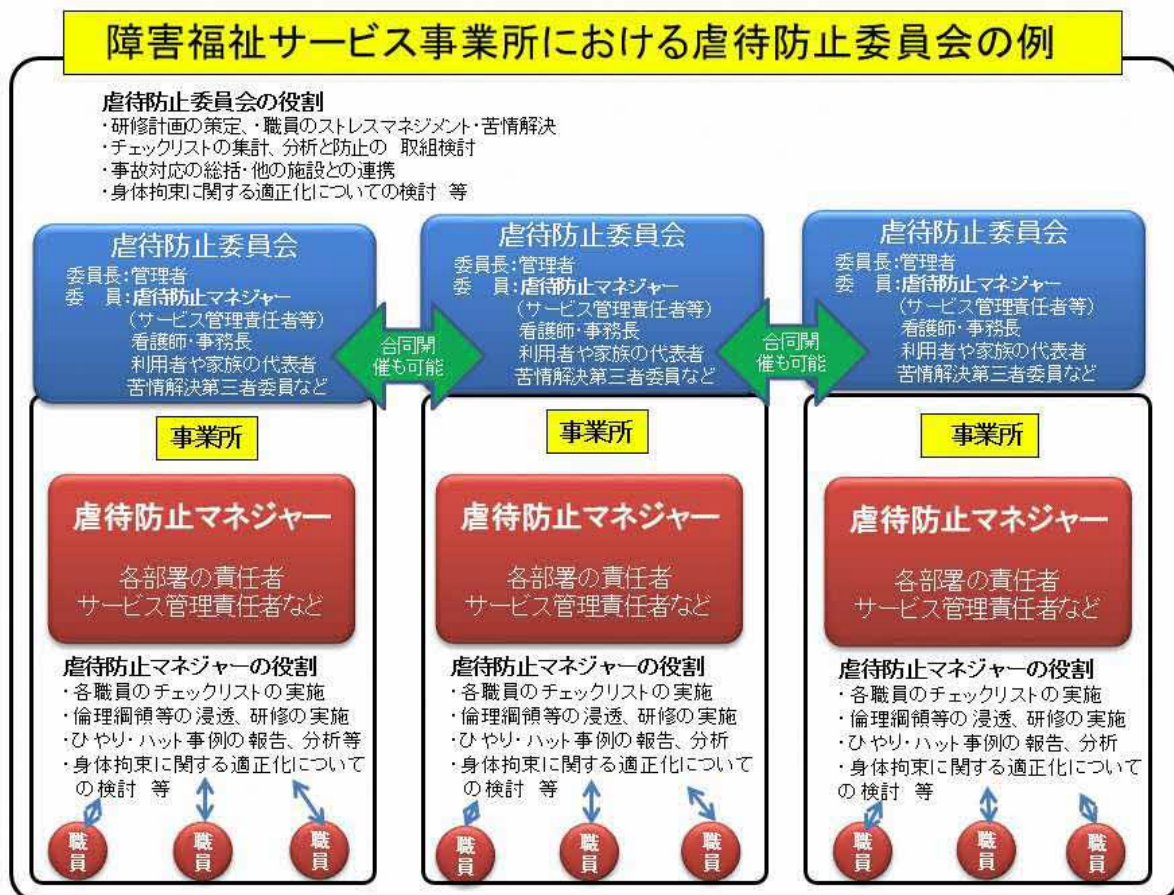 障害福祉サービス事業所における虐待防止委員会の例
虐待防止委員会の役割
・研修計画の策定、・職員のストレスマネジメント・苦情解決
・チェックリストの集計、分析と防止の 取組検討
・事故対応の総括・他の施設との連携
・身体拘束に関する適正化についての検討 等
虐待防止委員会
委員長:管理者
委 員:虐待防止マネジャー
(サービス管理責任者等)
看護師・事務長
利用者や家族の代表者
苦情解決第三者委員など
合同開
催も可能
虐待防止委員会
委員長:管理者
委 員:虐待防止マネジャー
(サービス管理責任者等)
看護師・事務長
利用者や家族の代表者
苦情解決第三者委員など
合同開
催も可能
虐待防止委員会
委員長:管理者
委 員:虐待防止マネジャー
(サービス管理責任者等)
看護師・事務長
利用者や家族の代表者
苦情解決第三者委員など
事業所
虐待防止マネジャー
各部署の責任者
サービス管理責任者など
虐待防止マネジャーの役割
・各職員のチェックリストの実施
・倫理綱領等の浸透、研修の実施
・ひやり・ハット事例の報告、分析等
・身体拘束に関する適正化について
の検討 等
職員
職員
職員
事業所
虐待防止マネジャー
各部署の責任者
サービス管理責任者など
虐待防止マネジャーの役割
・各職員のチェックリストの実施
・倫理綱領等の浸透、研修の実施
・ひやり・ハット事例の報告、分析
・身体拘束に関する適正化について
の検討 等
職員
職員
職員
事業所
虐待防止マネジャー
各部署の責任者
サービス管理責任者など
虐待防止マネジャーの役割
・各職員のチェックリストの実施
・倫理綱領等の浸透、研修の実施
・ひやり・ハット事例の報告、分析
・身体拘束に関する適正化について
の検討 等
職員
職員
職員